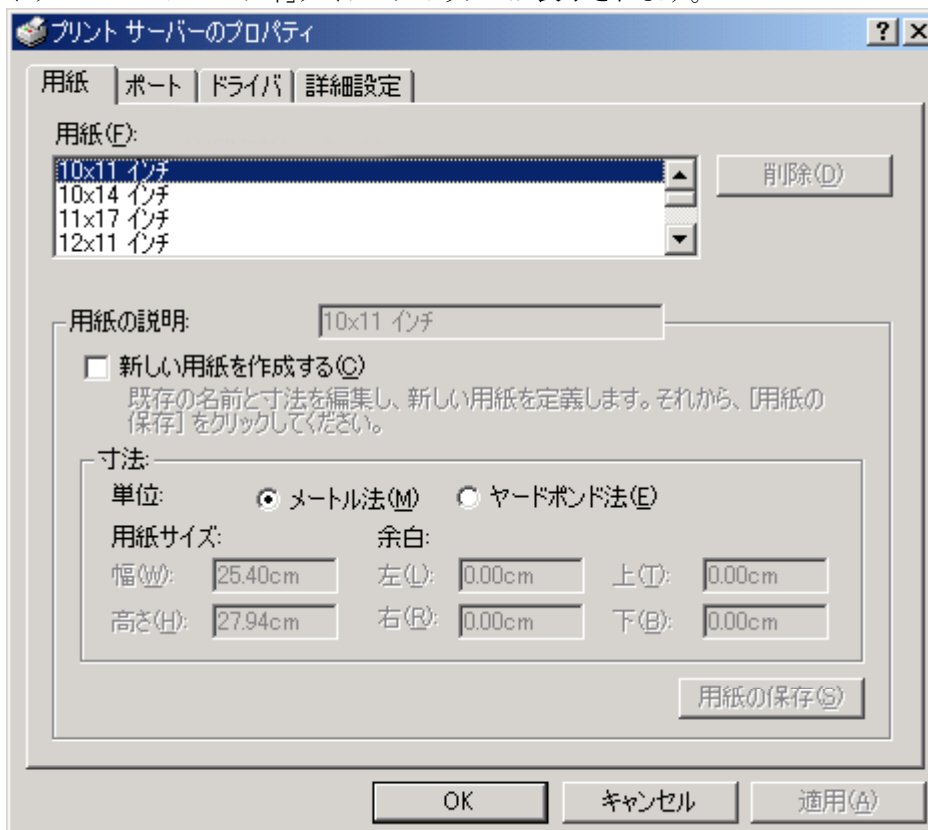 プリント サーバーのプロパティ
用紙 ポート ドライバ 詳細設定
用紙(F):
10x11 インチ
10x14 インチ
11x17 インチ
12x11 インチ
削除(D)
用紙の説明: 10x11 インチ
新しい用紙を作成する(C)
既存の名前と寸法を編集し、新しい用紙を定義します。それから、[用紙の
保存] をクリックしてください。
寸法:
単位: メートル法(M) ヤードポンド法(E)
用紙サイズ: 余白:
幅(W): 25.40cm 左(L): 0.00cm 上(T): 0.00cm
高さ(H): 27.94cm 右(R): 0.00cm 下(B): 0.00cm
用紙の保存(S)
OK キャンセル 適用(A)